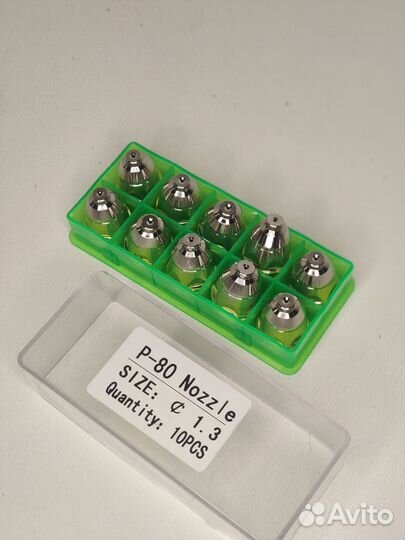 P-80 Nozzle
SIZE: ₵ 1.3
Quantity: 10PCS
Avito